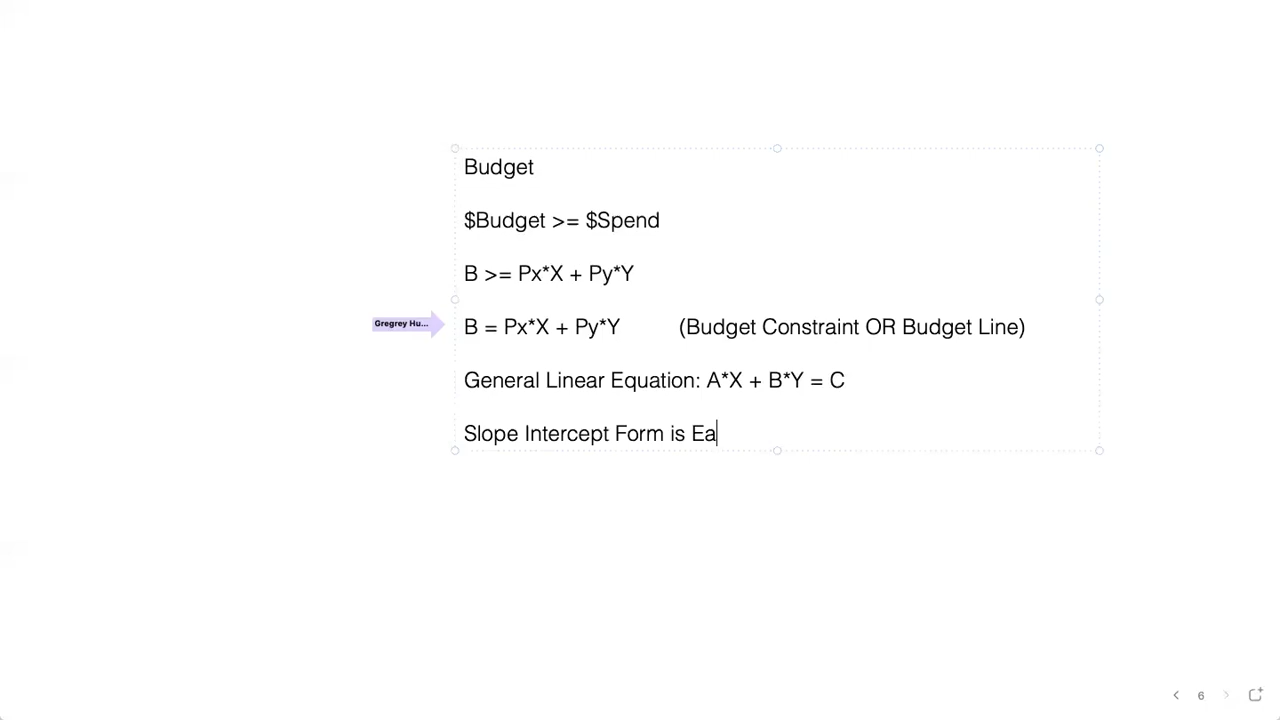 Budget
$Budget >= $Spend
B >= Px*X + Py*Y
Gregrey Hu...
B = Px*X + Py*Y (Budget Constraint OR Budget Line)
General Linear Equation: A*X + B*Y = C
Slope Intercept Form is Ea
6